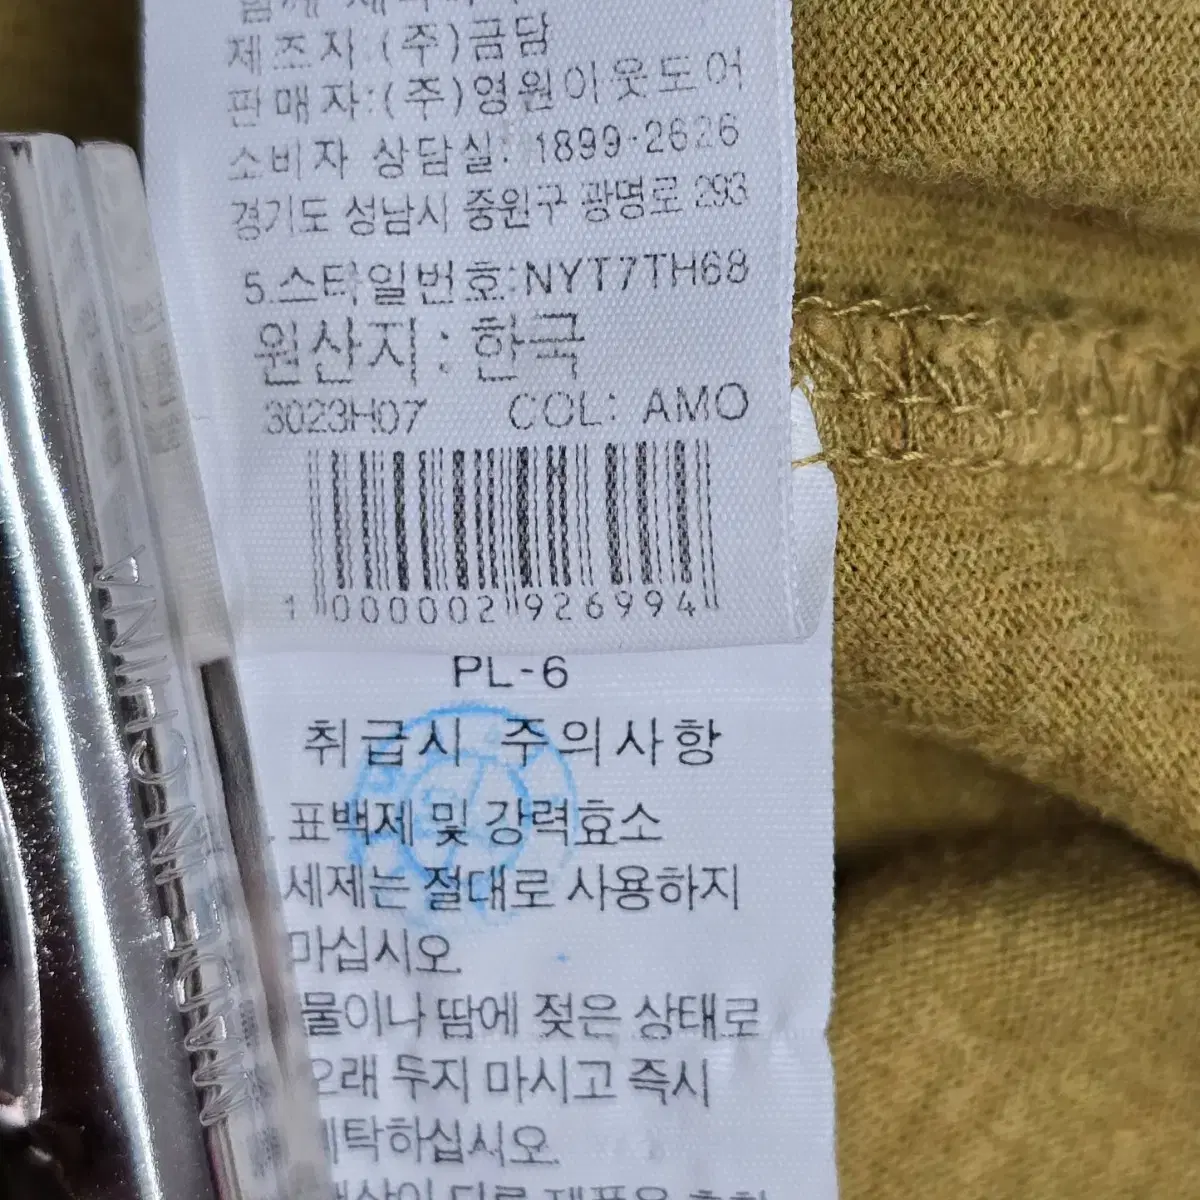 제조자:(주)금담
판매자:(주)영원아웃도어
소비자 상담실: 1899-2626
경기도 성남시 중원구 광명로 293
5.스타일번호:NYT7TH68
원산지 : 한국
3023H07 COL: AMO
1 000002 926994
PL-6
취급시 주의사항
표백제 및 강력효소
세제는 절대로 사용하지
마십시오.
물이나 땀에 젖은 상태로
오래 두지 마시고 즉시
세탁하십시오.
MADE IN CHINA